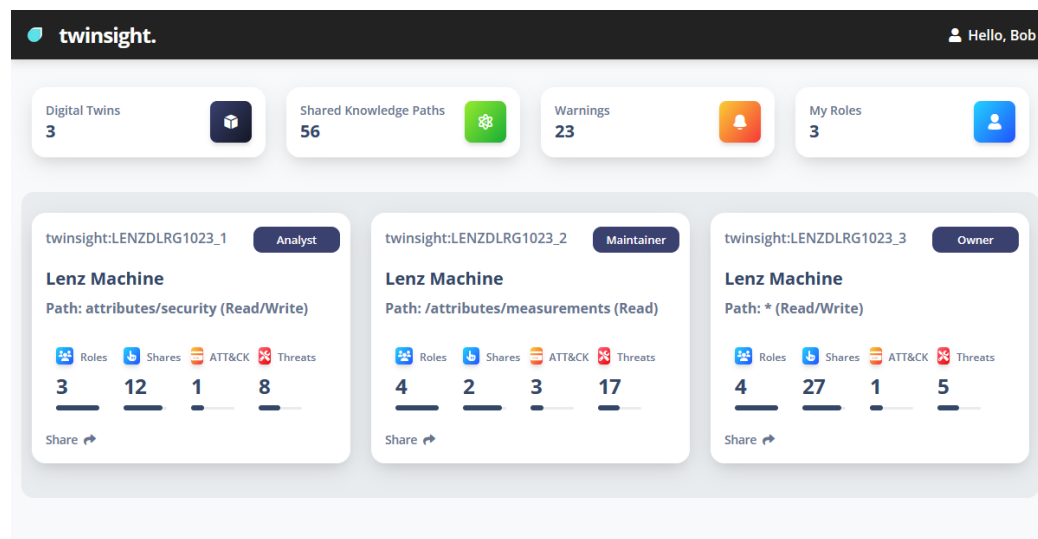 twinsight.
Hello, Bob
Digital Twins
3
Shared Knowledge Paths
56
Warnings
23
My Roles
3
twinsight:LENZDLRG1023_1
Analyst
Lenz Machine
Path: attributes/security (Read/Write)
Roles Shares ATT&CK Threats
3 12 1 8
Share
twinsight:LENZDLRG1023_2
Maintainer
Lenz Machine
Path: /attributes/measurements (Read)
Roles Shares ATT&CK Threats
4 2 3 17
Share
twinsight:LENZDLRG1023_3
Owner
Lenz Machine
Path: * (Read/Write)
Roles Shares ATT&CK Threats
4 27 1 5
Share